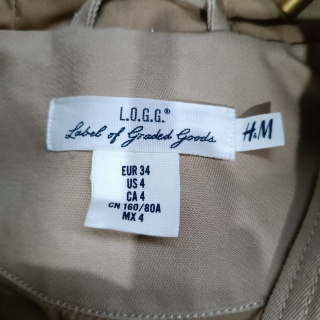 L.O.G.G.®
Label of Graded Goods
H&M
EUR 34
US 4
CA 4
CN 160/80A
MX 4